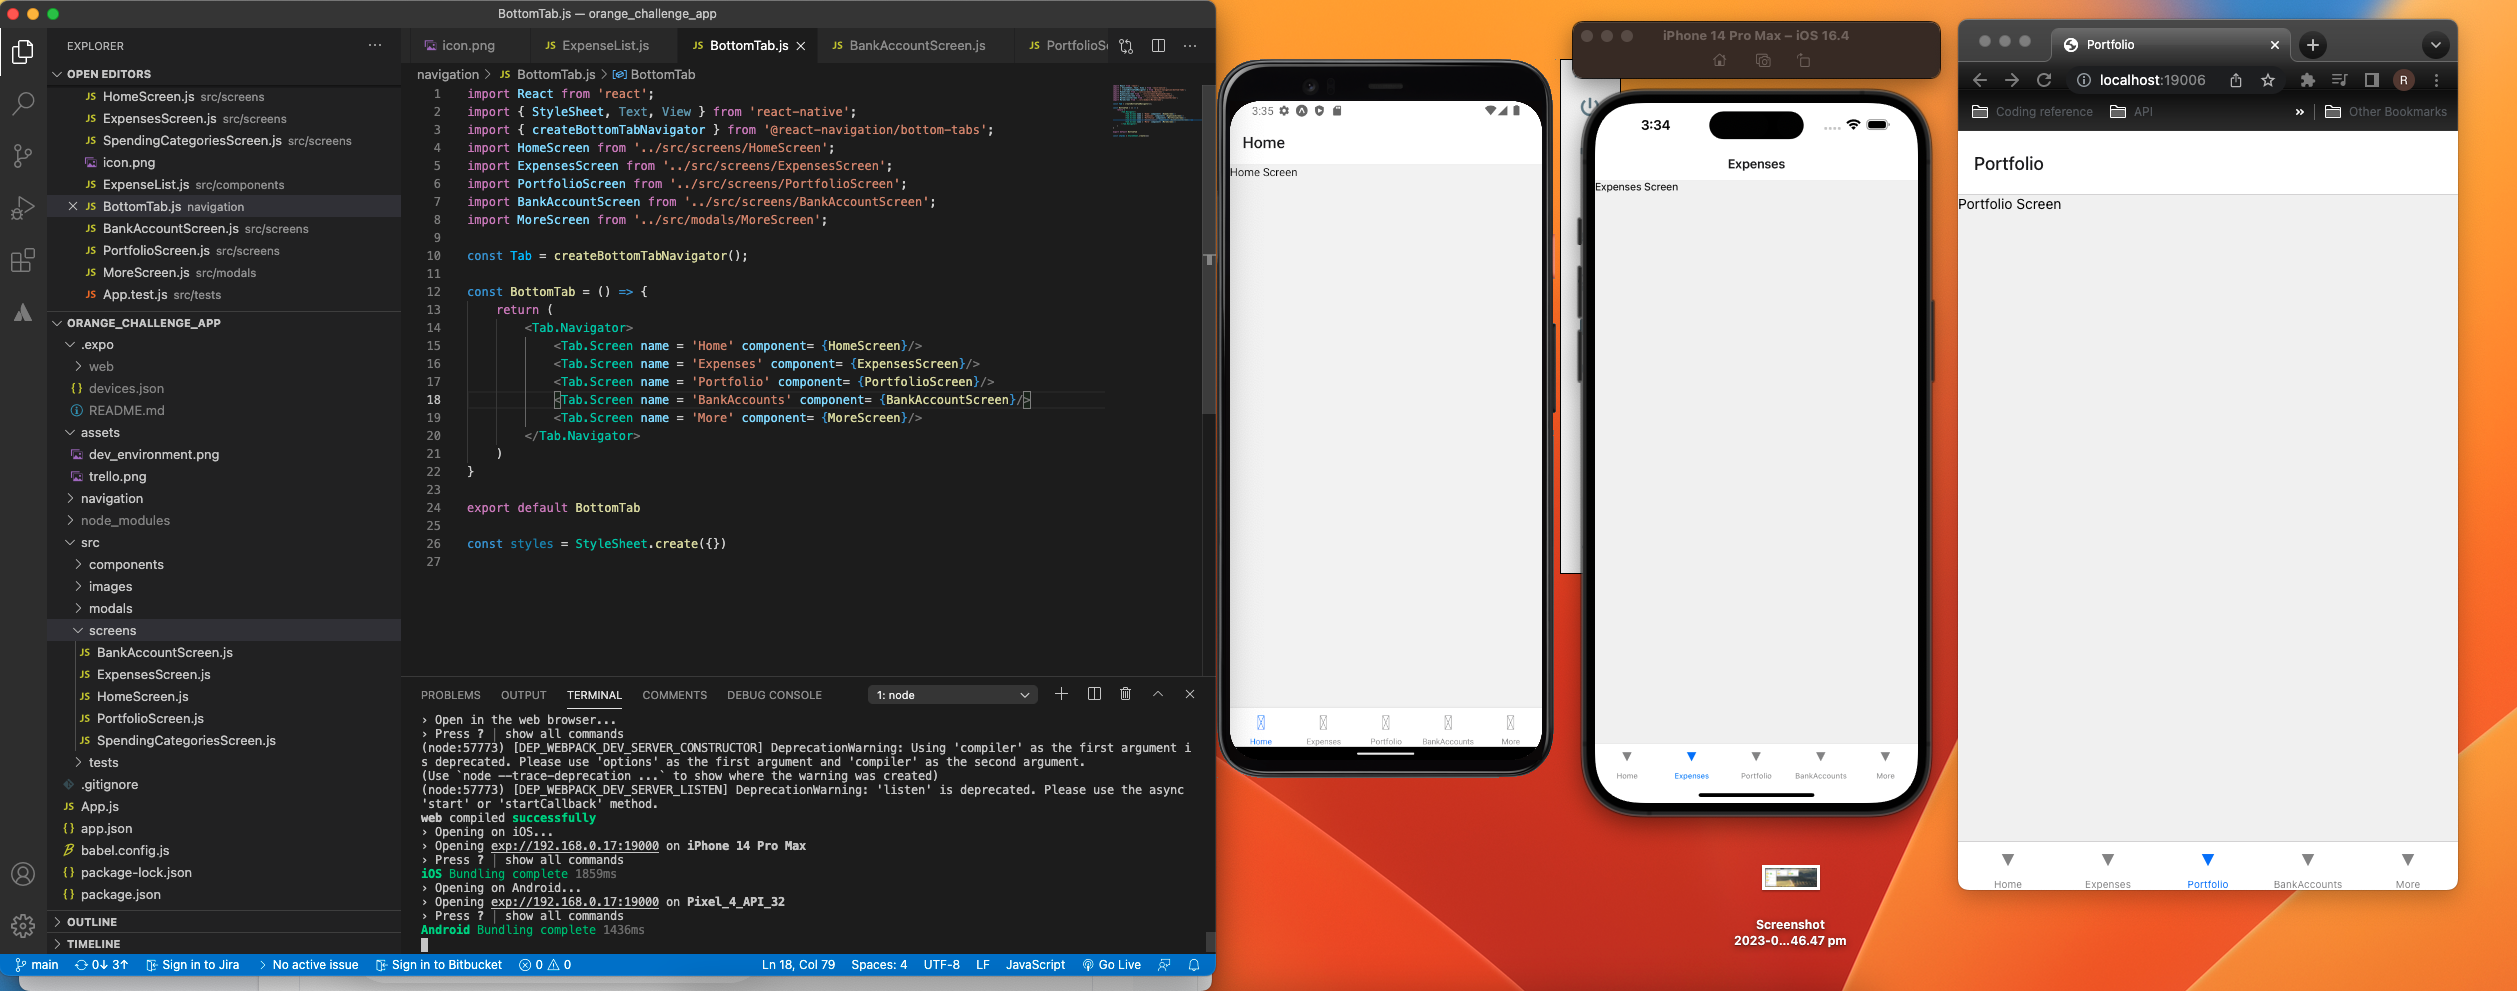 BottomTab.js — orange_challenge_app
EXPLORER
OPEN EDITORS
JS HomeScreen.js src/screens
JS ExpensesScreen.js src/screens
JS SpendingCategoriesScreen.js src/screens
icon.png
JS ExpenseList.js src/components
JS BottomTab.js navigation
JS BankAccountScreen.js src/screens
JS PortfolioScreen.js src/screens
JS MoreScreen.js src/modals
JS App.test.js src/tests
ORANGE_CHALLENGE_APP
.expo
web
{} devices.json
README.md
assets
dev_environment.png
trello.png
navigation
node_modules
src
components
images
modals
screens
JS BankAccountScreen.js
JS ExpensesScreen.js
JS HomeScreen.js
JS PortfolioScreen.js
JS SpendingCategoriesScreen.js
tests
.gitignore
JS App.js
{} app.json
babel.config.js
{} package-lock.json
{} package.json
OUTLINE
TIMELINE
icon.png JS ExpenseList.js JS BottomTab.js JS BankAccountScreen.js JS PortfolioSc
navigation > JS BottomTab.js > BottomTab
1 import React from 'react';
2 import { StyleSheet, Text, View } from 'react-native';
3 import { createBottomTabNavigator } from '@react-navigation/bottom-tabs';
4 import HomeScreen from '../src/screens/HomeScreen';
5 import ExpensesScreen from '../src/screens/ExpensesScreen';
6 import PortfolioScreen from '../src/screens/PortfolioScreen';
7 import BankAccountScreen from '../src/screens/BankAccountScreen';
8 import MoreScreen from '../src/modals/MoreScreen';
9
10 const Tab = createBottomTabNavigator();
11
12 const BottomTab = () => {
13 return (
14 <Tab.Navigator>
15 <Tab.Screen name = 'Home' component= {HomeScreen}/>
16 <Tab.Screen name = 'Expenses' component= {ExpensesScreen}/>
17 <Tab.Screen name = 'Portfolio' component= {PortfolioScreen}/>
18 <Tab.Screen name = 'BankAccounts' component= {BankAccountScreen}/>
19 <Tab.Screen name = 'More' component= {MoreScreen}/>
20 </Tab.Navigator>
21 )
22 }
23
24 export default BottomTab
25
26 const styles = StyleSheet.create({})
27
PROBLEMS OUTPUT TERMINAL COMMENTS DEBUG CONSOLE 1: node
› Open in the web browser...
› Press ? | show all commands
(node:57773) [DEP_WEBPACK_DEV_SERVER_CONSTRUCTOR] DeprecationWarning: Using 'compiler' as the first argument i
s deprecated. Please use 'options' as the first argument and 'compiler' as the second argument.
(Use `node --trace-deprecation ...` to show where the warning was created)
(node:57773) [DEP_WEBPACK_DEV_SERVER_LISTEN] DeprecationWarning: 'listen' is deprecated. Please use the async
'start' or 'startCallback' method.
web compiled successfully
› Opening on iOS...
› Opening exp://192.168.0.17:19000 on iPhone 14 Pro Max
› Press ? | show all commands
iOS Bundling complete 1859ms
› Opening on Android...
› Opening exp://192.168.0.17:19000 on Pixel_4_API_32
› Press ? | show all commands
Android Bundling complete 1436ms
main 0↓ 3↑ Sign in to Jira No active issue Sign in to Bitbucket 0 0 Ln 18, Col 79 Spaces: 4 UTF-8 LF JavaScript Go Live
3:35
Home
Home Screen
Home Expenses Portfolio BankAccounts More
iPhone 14 Pro Max – iOS 16.4
3:34
Expenses
Expenses Screen
Home Expenses Portfolio BankAccounts More
Screenshot
2023-0...46.47 pm
Portfolio
localhost:19006
R
Coding reference API » Other Bookmarks
Portfolio
Portfolio Screen
Home Expenses Portfolio BankAccounts More